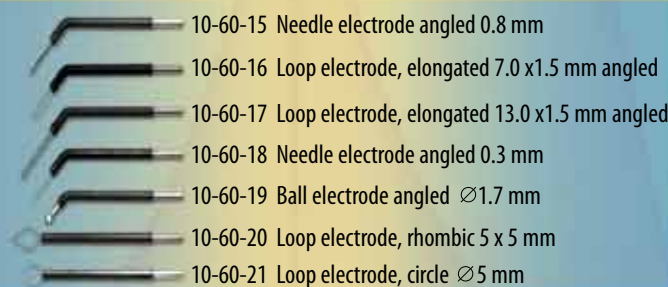 10-60-15 Needle electrode angled 0.8 mm
10-60-16 Loop electrode, elongated 7.0 x1.5 mm angled
10-60-17 Loop electrode, elongated 13.0 x1.5 mm angled
10-60-18 Needle electrode angled 0.3 mm
10-60-19 Ball electrode angled ∅1.7 mm
10-60-20 Loop electrode, rhombic 5 x 5 mm
10-60-21 Loop electrode, circle ∅5 mm